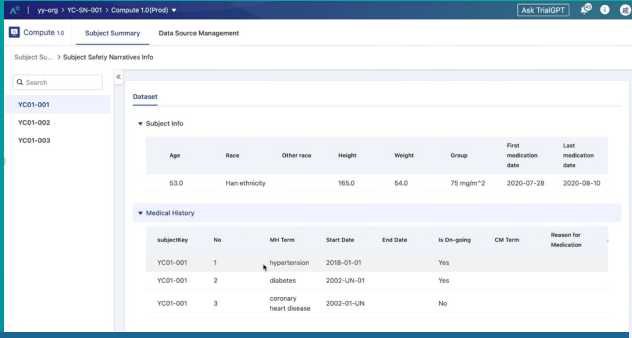 yy-org > YC-SN-001 > Compute 1.0(Prod) ▼
Ask TrialGPT
Compute 1.0
Subject Summary
Data Source Management
Subject Su... > Subject Safety Narratives Info
Search
YC01-001
YC01-002
YC01-003
Dataset
▼ Subject Info
Age Race Other race Height Weight Group First medication date Last medication date
53.0 Han ethnicity 165.0 54.0 75 mg/m^2 2020-07-28 2020-08-10
▼ Medical History
subjectKey No MH Term Start Date End Date Is On-going CM Term Reason for Medication
YC01-001 1 hypertension 2018-01-01 Yes
YC01-001 2 diabetes 2002-UN-01 Yes
YC01-001 3 coronary heart disease 2002-01-UN No